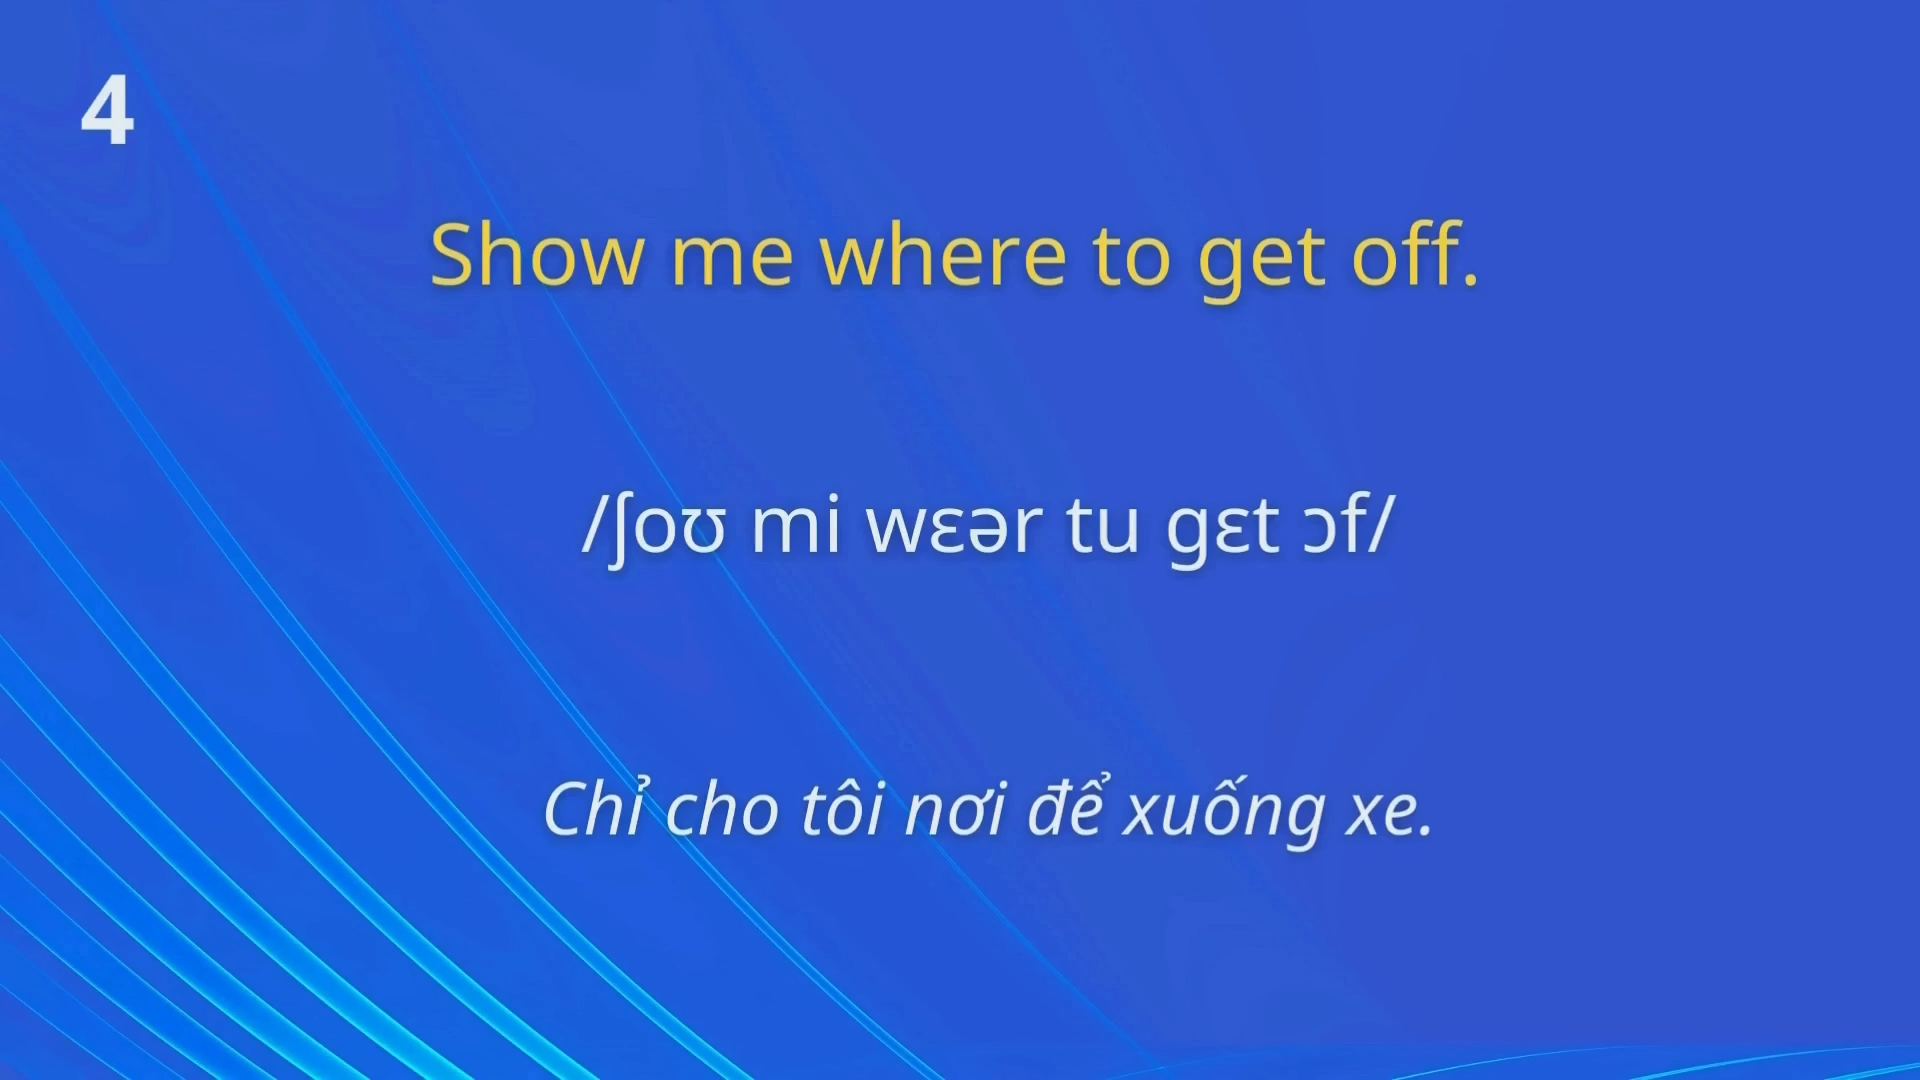 4
Show me where to get off.
/ʃoʊ mi wɛər tu gɛt ɔf/
Chỉ cho tôi nơi để xuống xe.